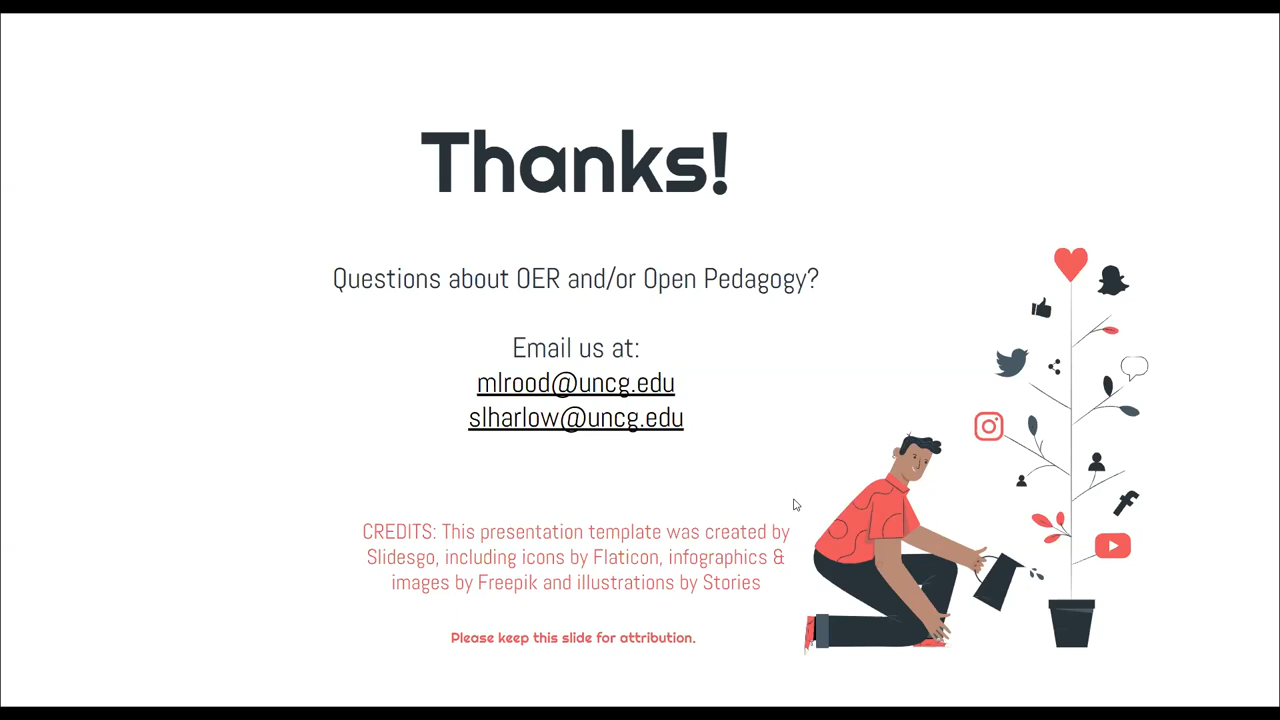 Thanks!
Questions about OER and/or Open Pedagogy?
Email us at:
mlrood@uncg.edu
slharlow@uncg.edu
CREDITS: This presentation template was created by
Slidesgo, including icons by Flaticon, infographics &
images by Freepik and illustrations by Stories
Please keep this slide for attribution.